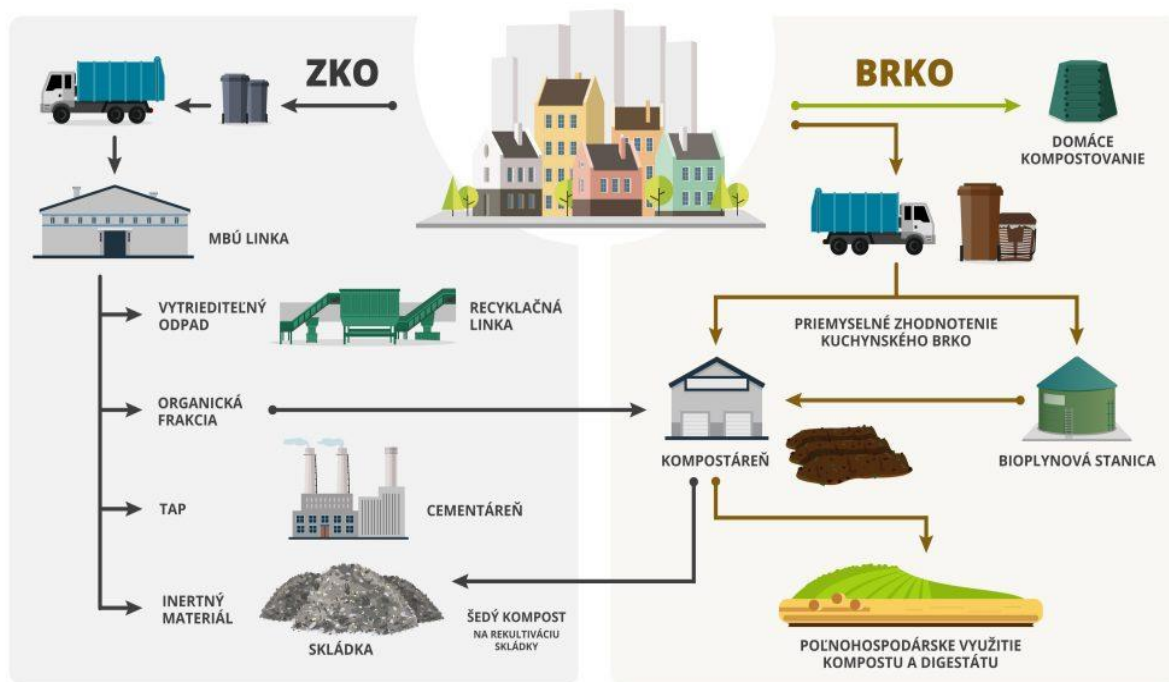 ZKO
BRKO
DOMÁCE
KOMPOSTOVANIE
MBÚ LINKA
VYTRIEDITEĽNÝ
ODPAD
RECYKLAČNÁ
LINKA
PRIEMYSELNÉ ZHODNOTENIE
KUCHYNSKÉHO BRKO
ORGANICKÁ
FRAKCIA
KOMPOSTÁREŇ
BIOPLYNOVÁ STANICA
TAP
CEMENTÁREŇ
INERTNÝ
MATERIÁL
SKLÁDKA
ŠEDÝ KOMPOST
NA REKULTIVÁCIU
SKLÁDKY
POĽNOHOSPODÁRSKE VYUŽITIE
KOMPOSTU A DIGESTÁTU